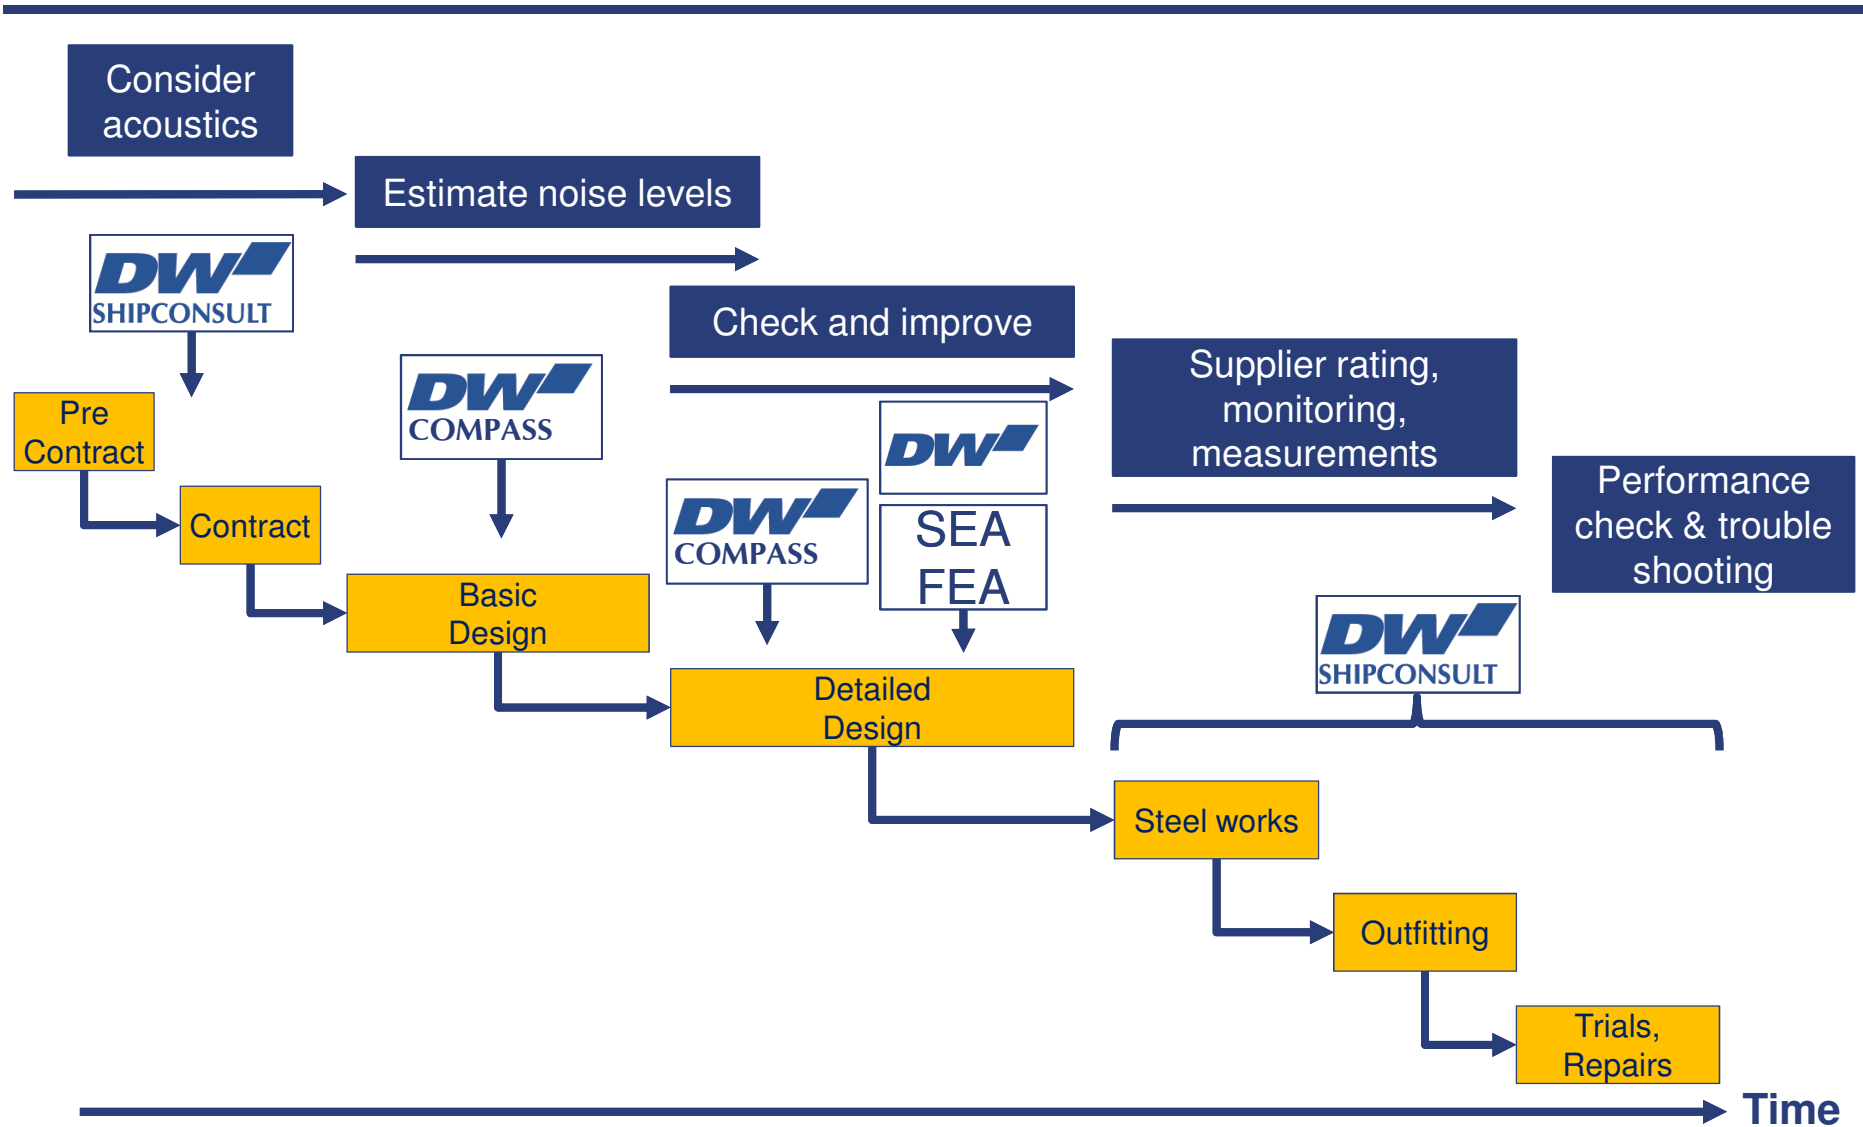 Consider
acoustics
Estimate noise levels
DW
SHIPCONSULT
Check and improve
Supplier rating,
monitoring,
measurements
DW
COMPASS
Pre
Contract
DW
Performance
check & trouble
shooting
DW
COMPASS
Contract
SEA
FEA
Basic
Design
DW
SHIPCONSULT
Detailed
Design
Steel works
Outfitting
Trials,
Repairs
Time